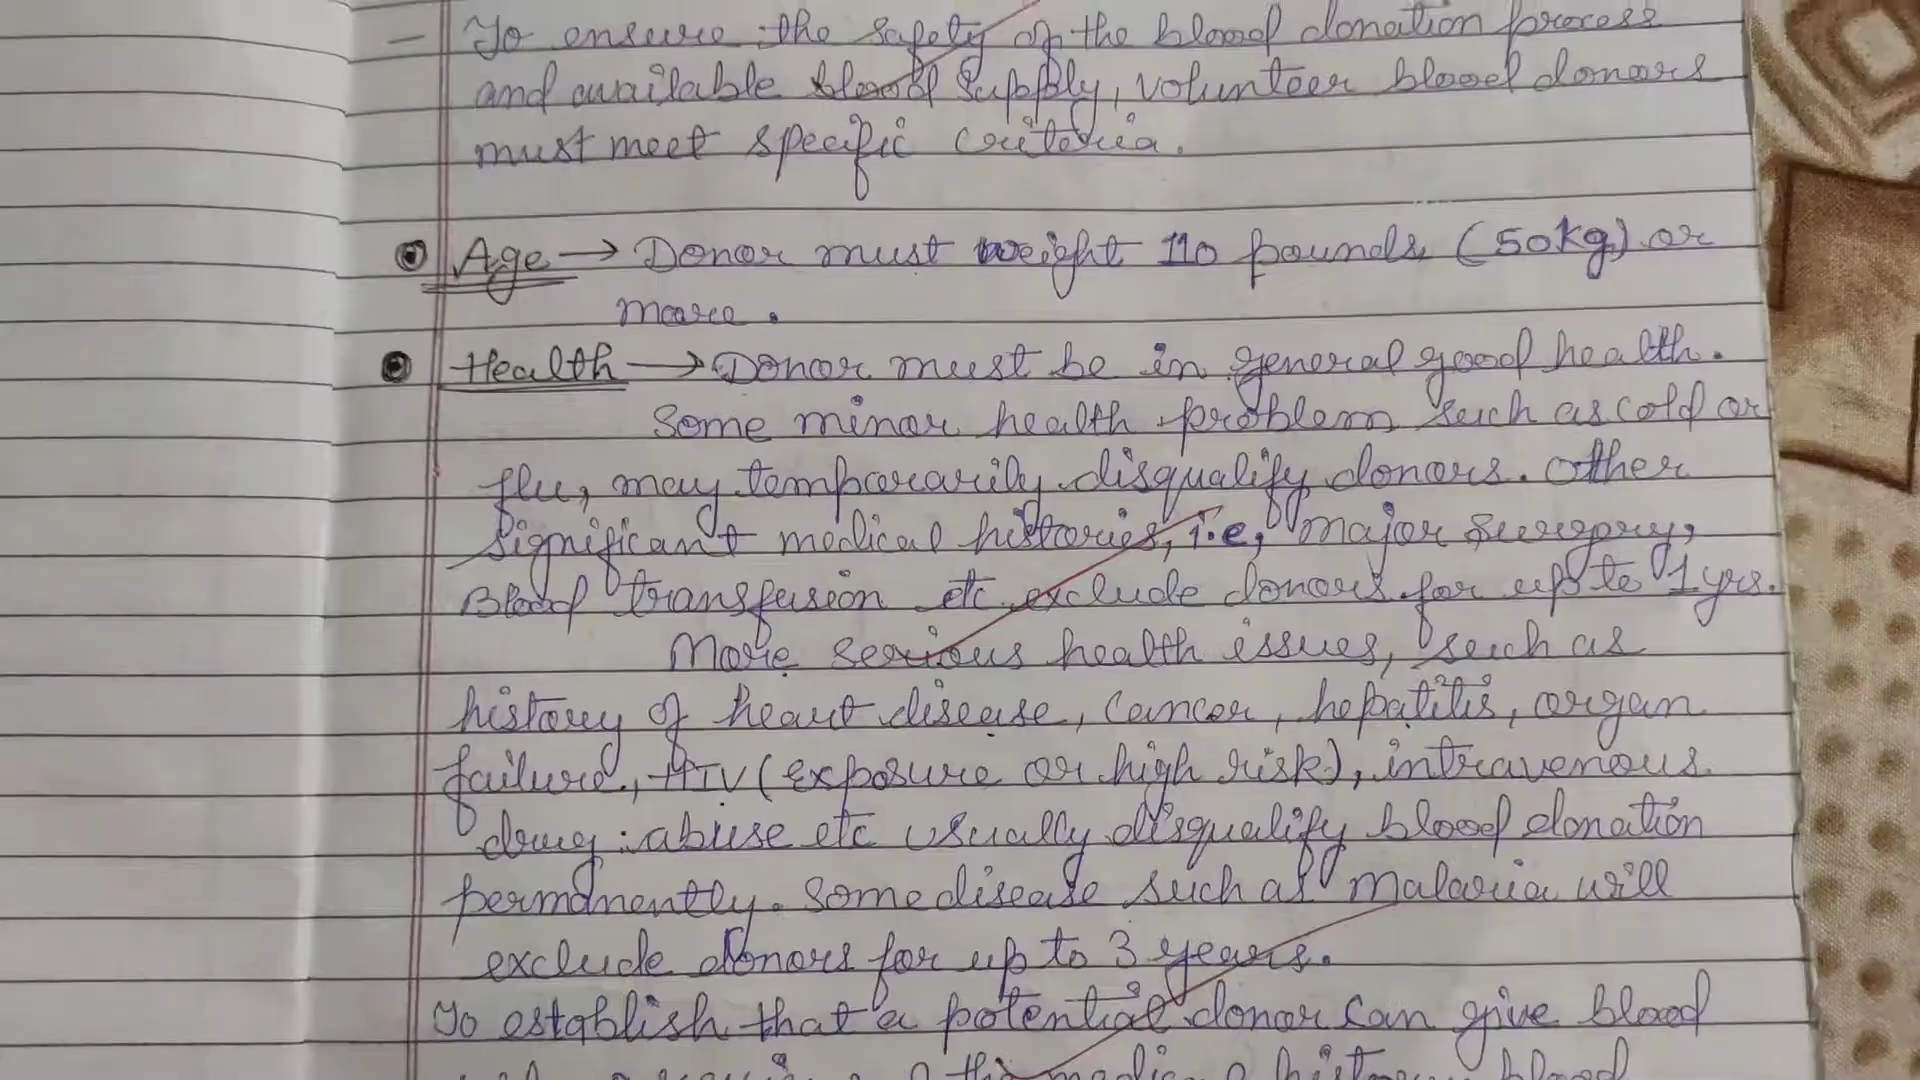 — To ensure the safety of the blood donation process
and available blood supply, volunteer blood donors
must meet specific criteria.
Age → Donor must weight 110 pounds (50kg) or
more.
Health → Donor must be in general good health.
Some minor health problem such as cold or
flu, may temporarily disqualify donors. Other
significant medical histories, i.e, major surgery,
Blood transfusion etc exclude donors for up to 1 yrs.
More serious health issues, such as
history of heart disease, cancer, hepatitis, organ
failure, HIV (exposure or high risk), intravenous
drug abuse etc usually disqualify blood donation
permanently. Some disease such as malaria will
exclude donors for up to 3 years.
To establish that a potential donor can give blood
blood